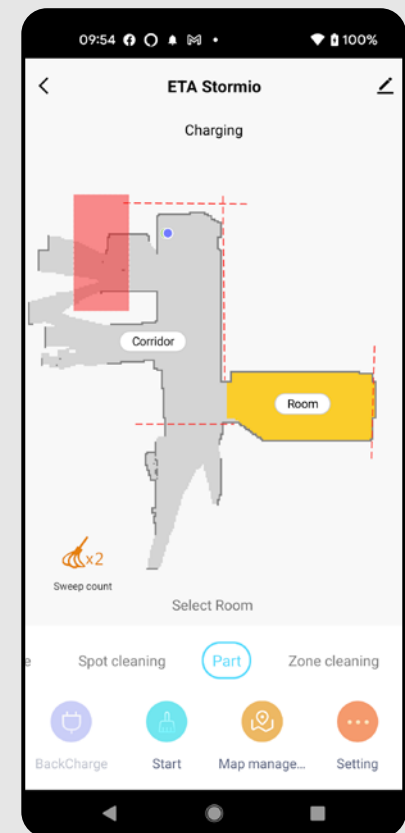 09:54 100%
ETA Stormio
Charging
Corridor
Room
x2
Sweep count
Select Room
e Spot cleaning Part Zone cleaning
BackCharge Start Map manage... Setting